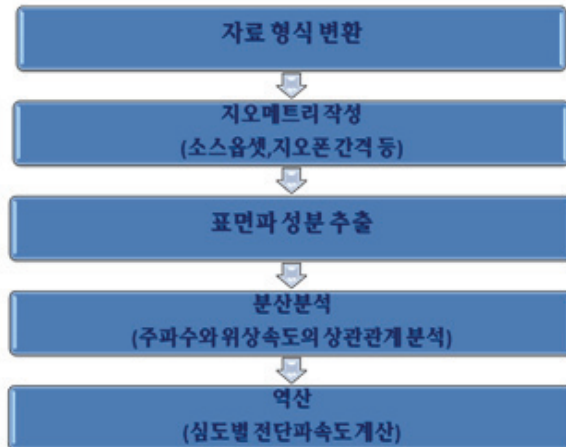 자료 형식 변환
지오메트리 작성
(소스옵셋,지오폰 간격 등)
표면파 성분 추출
분산분석
(주파수와 위상속도의 상관관계 분석)
역산
(심도별 전단파속도 계산)